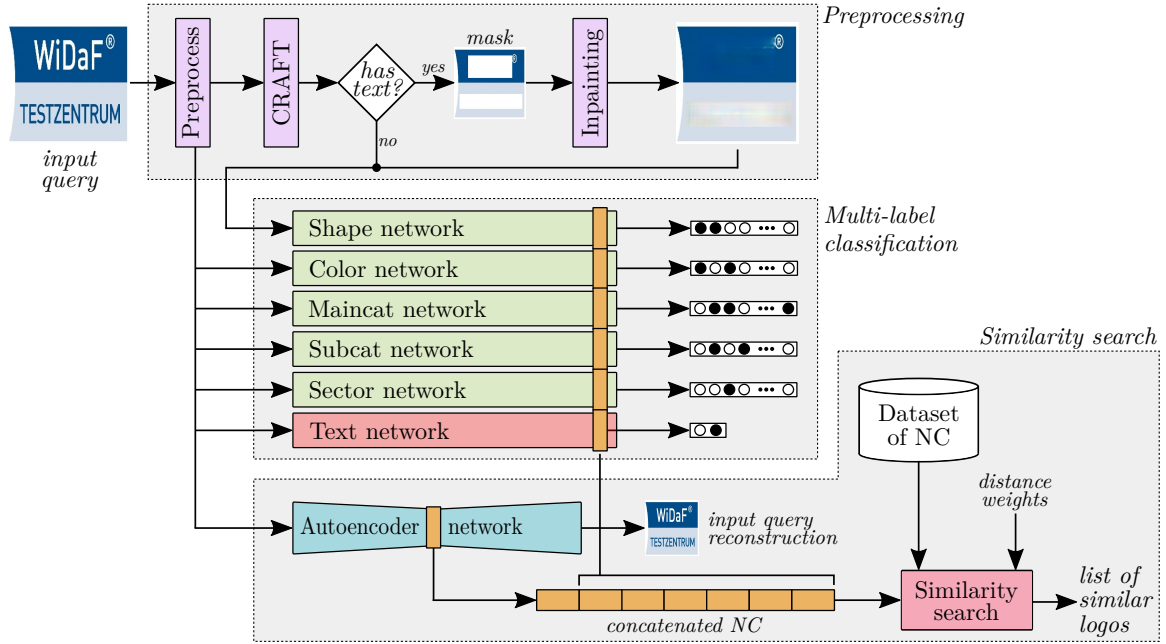 Preprocessing
WiDaF®
TESTZENTRUM
input
query
Preprocess
CRAFT
has
text?
yes
no
mask
®
Inpainting
®
Multi-label
classification
Shape network
Color network
Maincat network
Subcat network
Sector network
Text network
Similarity search
Dataset
of NC
distance
weights
Autoencoder network
WiDaF®
TESTZENTRUM
input query
reconstruction
concatenated NC
Similarity
search
list of
similar
logos